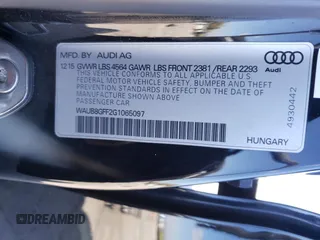 MFD. BY AUDI AG
12 15 GVWR LBS 4564 GAWR LBS FRONT 2381 / REAR 2293
THIS VEHICLE CONFORMS TO ALL APPLICABLE
FEDERAL MOTOR VEHICLE SAFETY,
BUMPER, AND THEFT PREVENTION STANDARDS
IN EFFECT ON THE DATE OF MANUFACTURE SHOWN ABOVE.
PASSENGER CAR
WAUB8GFF2G1065097
HUNGARY
Audi
4930442
DREAMBID